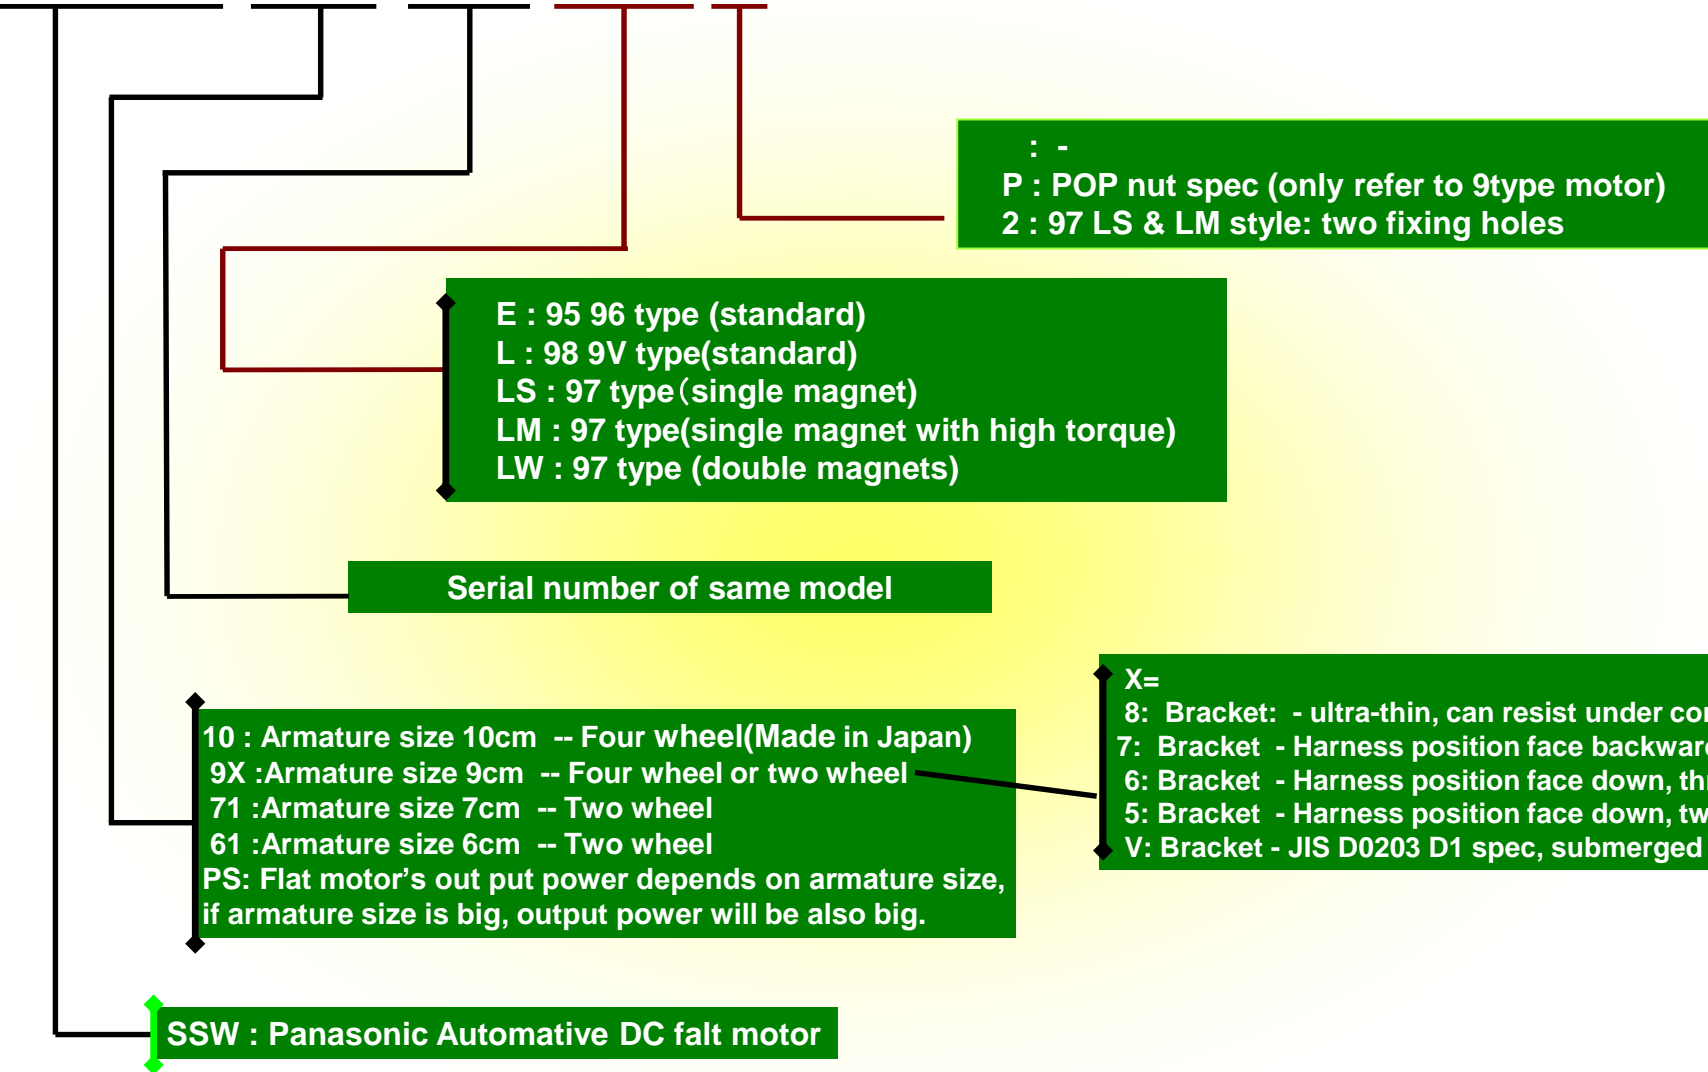 : -
P : POP nut spec (only refer to 9type motor)
2 : 97 LS & LM style: two fixing holes
E : 95 96 type (standard)
L : 98 9V type(standard)
LS : 97 type（single magnet)
LM : 97 type(single magnet with high torque)
LW : 97 type (double magnets)
Serial number of same model
X=
8:  Bracket:  - ultra-thin, can resist under
7:  Bracket  - Harness position face
6: Bracket  - Harness position face down,
5: Bracket  - Harness position face down,
V: Bracket - JIS D0203 D1 spec, submerged
10 : Armature size 10cm  -- Four wheel(Made in Japan)
9X :Armature size 9cm  -- Four wheel or two wheel
71 :Armature size 7cm  -- Two wheel
61 :Armature size 6cm  -- Two wheel
PS: Flat motor’s out put power depends on armature size,
if armature size is big, output power will be also big.
SSW : Panasonic Automative DC falt motor